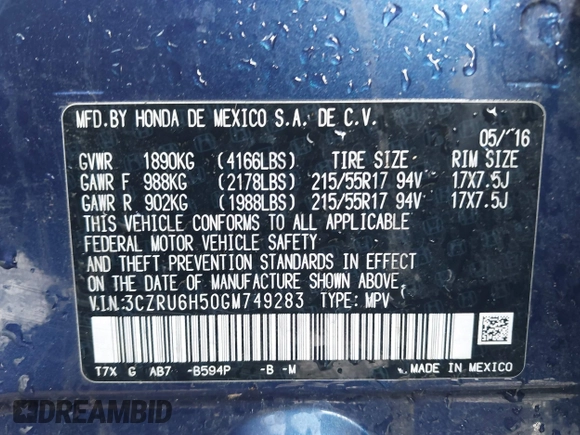 MFD.BY HONDA DE MEXICO S.A. DE C.V.
05/ 16
GVWR 1890KG (4166LBS) TIRE SIZE RIM SIZE
GAWR F 988KG (2178LBS) 215/55R17 94V 17X7.5J
GAWR R 902KG (1988LBS) 215/55R17 94V 17X7.5J
THIS VEHICLE CONFORMS TO ALL APPLICABLE
FEDERAL MOTOR VEHICLE SAFETY
AND THEFT PREVENTION STANDARDS IN EFFECT
ON THE DATE OF MANUFACTURE SHOWN ABOVE.
V.I.N:3CZRU6H50GM749283 TYPE: MPV
T7X G AB7 -B594P -B -M MADE IN MEXICO
DREAMBID